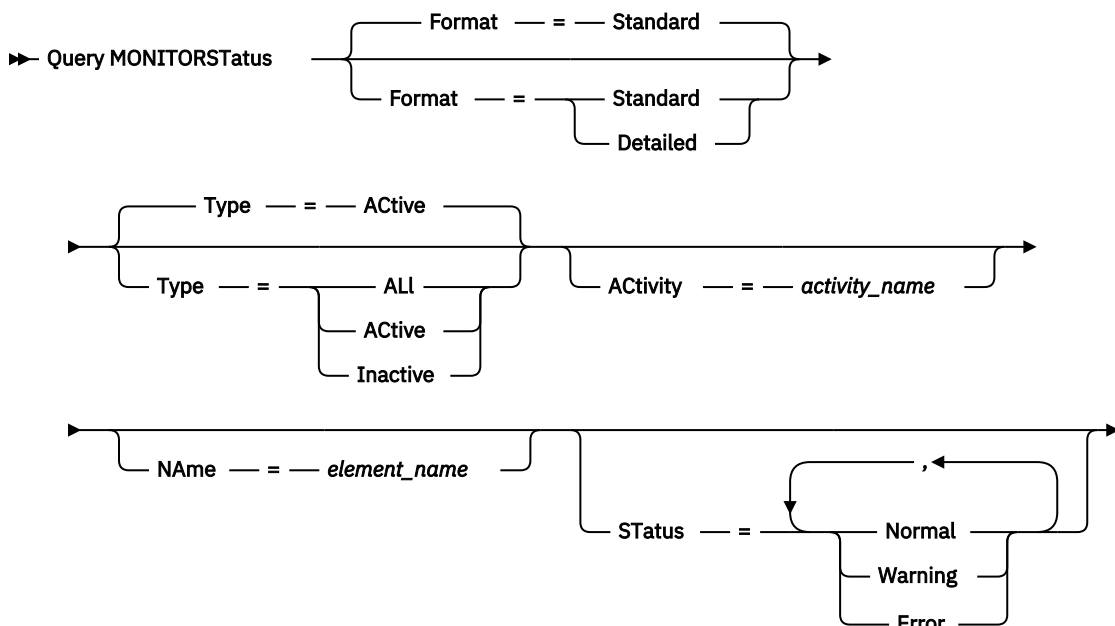 Format = Standard
Query MONITORSTatus
Format = Standard
Detailed
Type = ACtive
Type = ALl
ACtivity = activity_name
ACtive
Inactive
NAme = element_name
,
STatus = Normal
Warning
Error